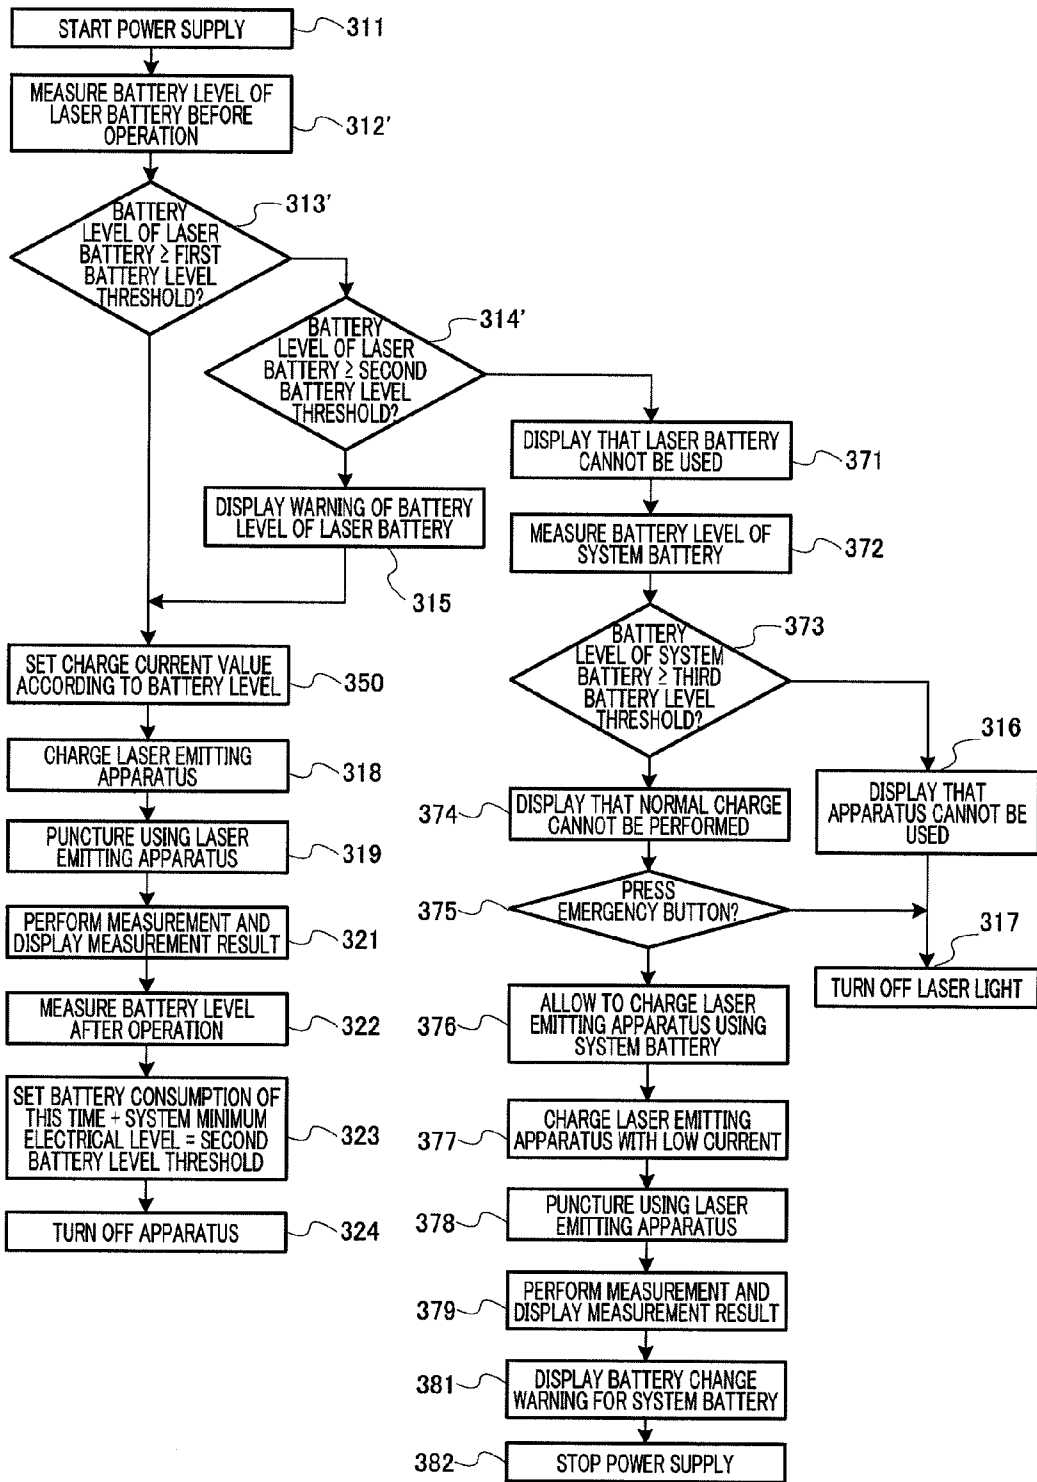 START POWER SUPPLY
311
MEASURE BATTERY LEVEL OF
LASER BATTERY BEFORE
OPERATION
312'
BATTERY
LEVEL OF LASER
BATTERY ≥ FIRST
BATTERY LEVEL
THRESHOLD?
313'
BATTERY
LEVEL OF LASER
BATTERY ≥ SECOND
BATTERY LEVEL
THRESHOLD?
314'
DISPLAY WARNING OF BATTERY
LEVEL OF LASER BATTERY
315
SET CHARGE CURRENT VALUE
ACCORDING TO BATTERY LEVEL
350
CHARGE LASER EMITTING
APPARATUS
318
PUNCTURE USING LASER
EMITTING APPARATUS
319
PERFORM MEASUREMENT AND
DISPLAY MEASUREMENT RESULT
321
MEASURE BATTERY LEVEL
AFTER OPERATION
322
SET BATTERY CONSUMPTION OF
THIS TIME + SYSTEM MINIMUM
ELECTRICAL LEVEL = SECOND
BATTERY LEVEL THRESHOLD
323
TURN OFF APPARATUS
324
DISPLAY THAT LASER BATTERY
CANNOT BE USED
371
MEASURE BATTERY LEVEL OF
SYSTEM BATTERY
372
BATTERY
LEVEL OF SYSTEM
BATTERY ≥ THIRD
BATTERY LEVEL
THRESHOLD?
373
316
DISPLAY THAT
APPARATUS CANNOT BE
USED
374
DISPLAY THAT NORMAL CHARGE
CANNOT BE PERFORMED
375
PRESS
EMERGENCY BUTTON?
317
TURN OFF LASER LIGHT
376
ALLOW TO CHARGE LASER
EMITTING APPARATUS USING
SYSTEM BATTERY
377
CHARGE LASER EMITTING
APPARATUS WITH LOW CURRENT
378
PUNCTURE USING LASER
EMITTING APPARATUS
379
PERFORM MEASUREMENT AND
DISPLAY MEASUREMENT RESULT
381
DISPLAY BATTERY CHANGE
WARNING FOR SYSTEM BATTERY
382
STOP POWER SUPPLY